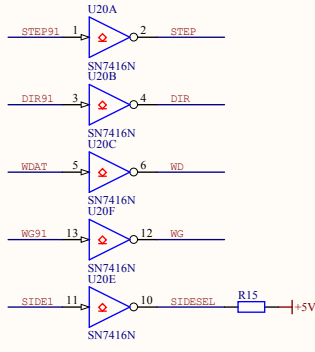 U20A
STEP91 1 2 STEP
SN7416N
U20B
DIR91 3 4 DIR
SN7416N
U20C
WDAT 5 6 WD
SN7416N
U20F
WG91 13 12 WG
SN7416N
U20E
SIDE1 11 10 SIDESEL R15 +5V
SN7416N